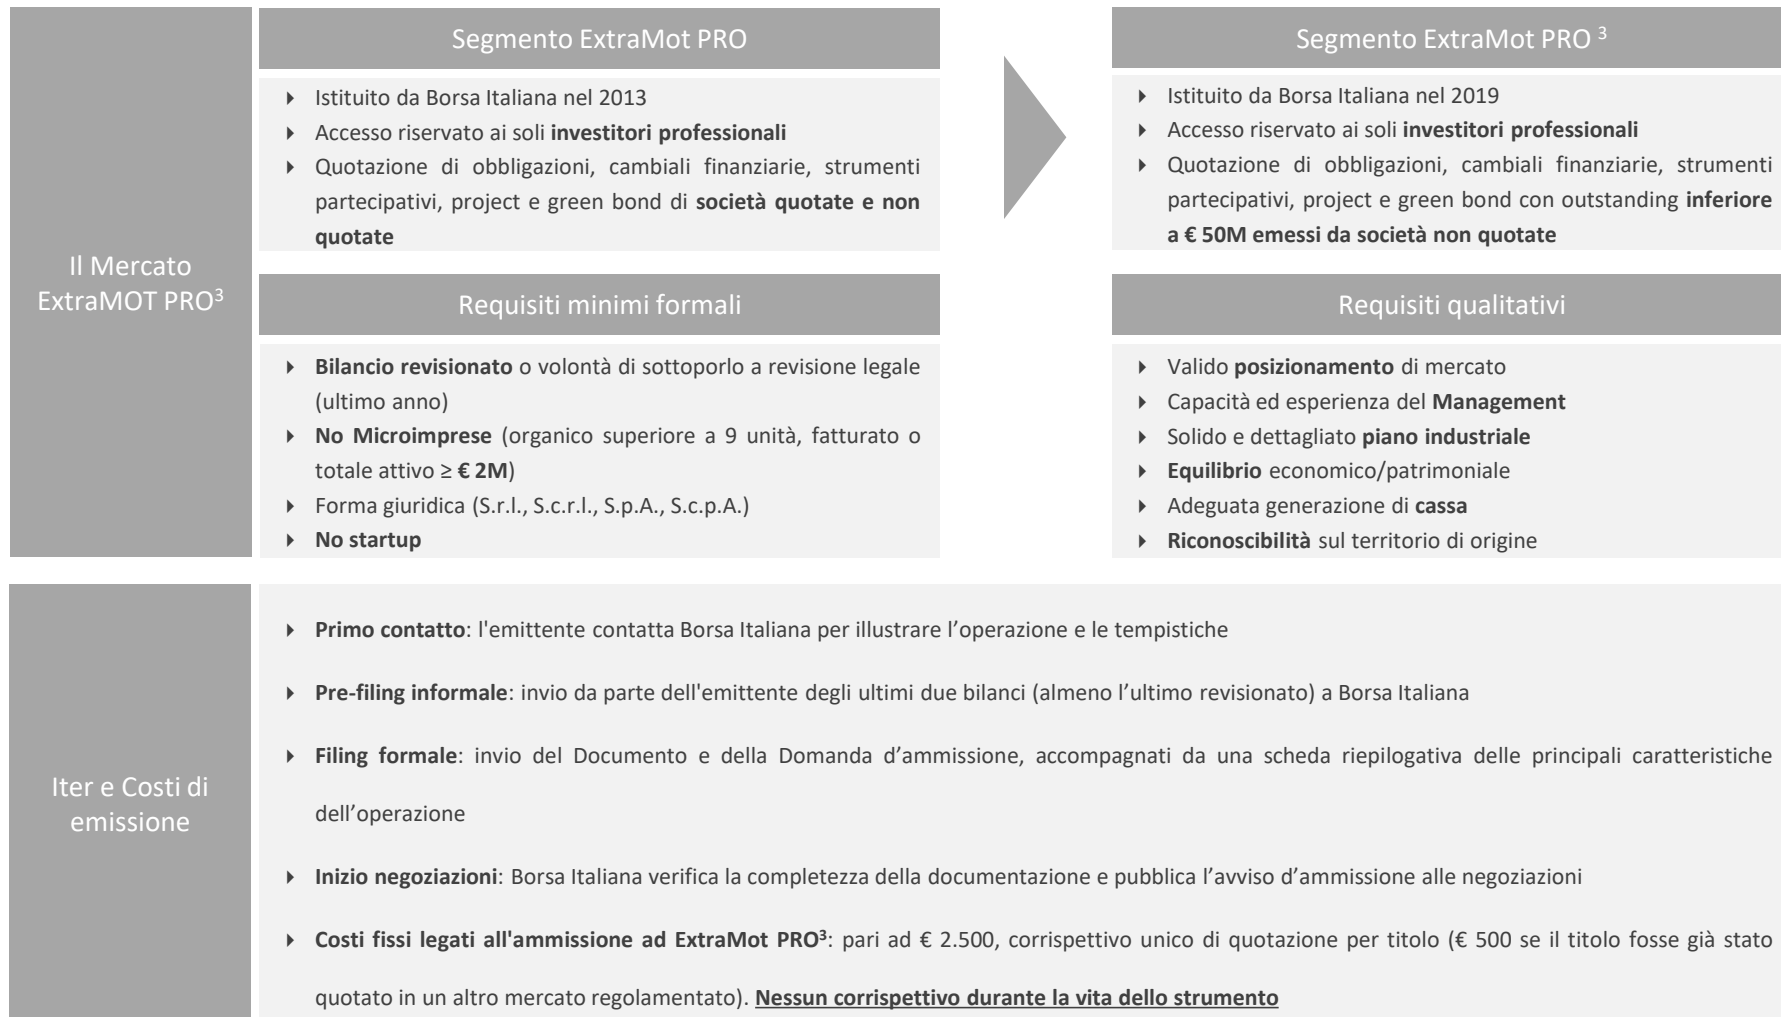 Il Mercato
ExtraMOT PRO³
Segmento ExtraMot PRO
Istituito da Borsa Italiana nel 2013
Accesso riservato ai soli investitori professionali
Quotazione di obbligazioni, cambiali finanziarie, strumenti
partecipativi, project e green bond di società quotate e non
quotate
Segmento ExtraMot PRO ³
Istituito da Borsa Italiana nel 2019
Accesso riservato ai soli investitori professionali
Quotazione di obbligazioni, cambiali finanziarie, strumenti
partecipativi, project e green bond con outstanding inferiore
a € 50M emessi da società non quotate
Requisiti minimi formali
Bilancio revisionato o volontà di sottoporlo a revisione legale
(ultimo anno)
No Microimprese (organico superiore a 9 unità, fatturato o
totale attivo ≥ € 2M)
Forma giuridica (S.r.l., S.c.r.l., S.p.A., S.c.p.A.)
No startup
Requisiti qualitativi
Valido posizionamento di mercato
Capacità ed esperienza del Management
Solido e dettagliato piano industriale
Equilibrio economico/patrimoniale
Adeguata generazione di cassa
Riconoscibilità sul territorio di origine
Iter e Costi di
emissione
Primo contatto: l'emittente contatta Borsa Italiana per illustrare l’operazione e le tempistiche
Pre-filing informale: invio da parte dell'emittente degli ultimi due bilanci (almeno l’ultimo revisionato) a Borsa Italiana
Filing formale: invio del Documento e della Domanda d’ammissione, accompagnati da una scheda riepilogativa delle principali caratteristiche
dell’operazione
Inizio negoziazioni: Borsa Italiana verifica la completezza della documentazione e pubblica l’avviso d’ammissione alle negoziazioni
Costi fissi legati all'ammissione ad ExtraMot PRO³: pari ad € 2.500, corrispettivo unico di quotazione per titolo (€ 500 se il titolo fosse già stato
quotato in un altro mercato regolamentato). Nessun corrispettivo durante la vita dello strumento